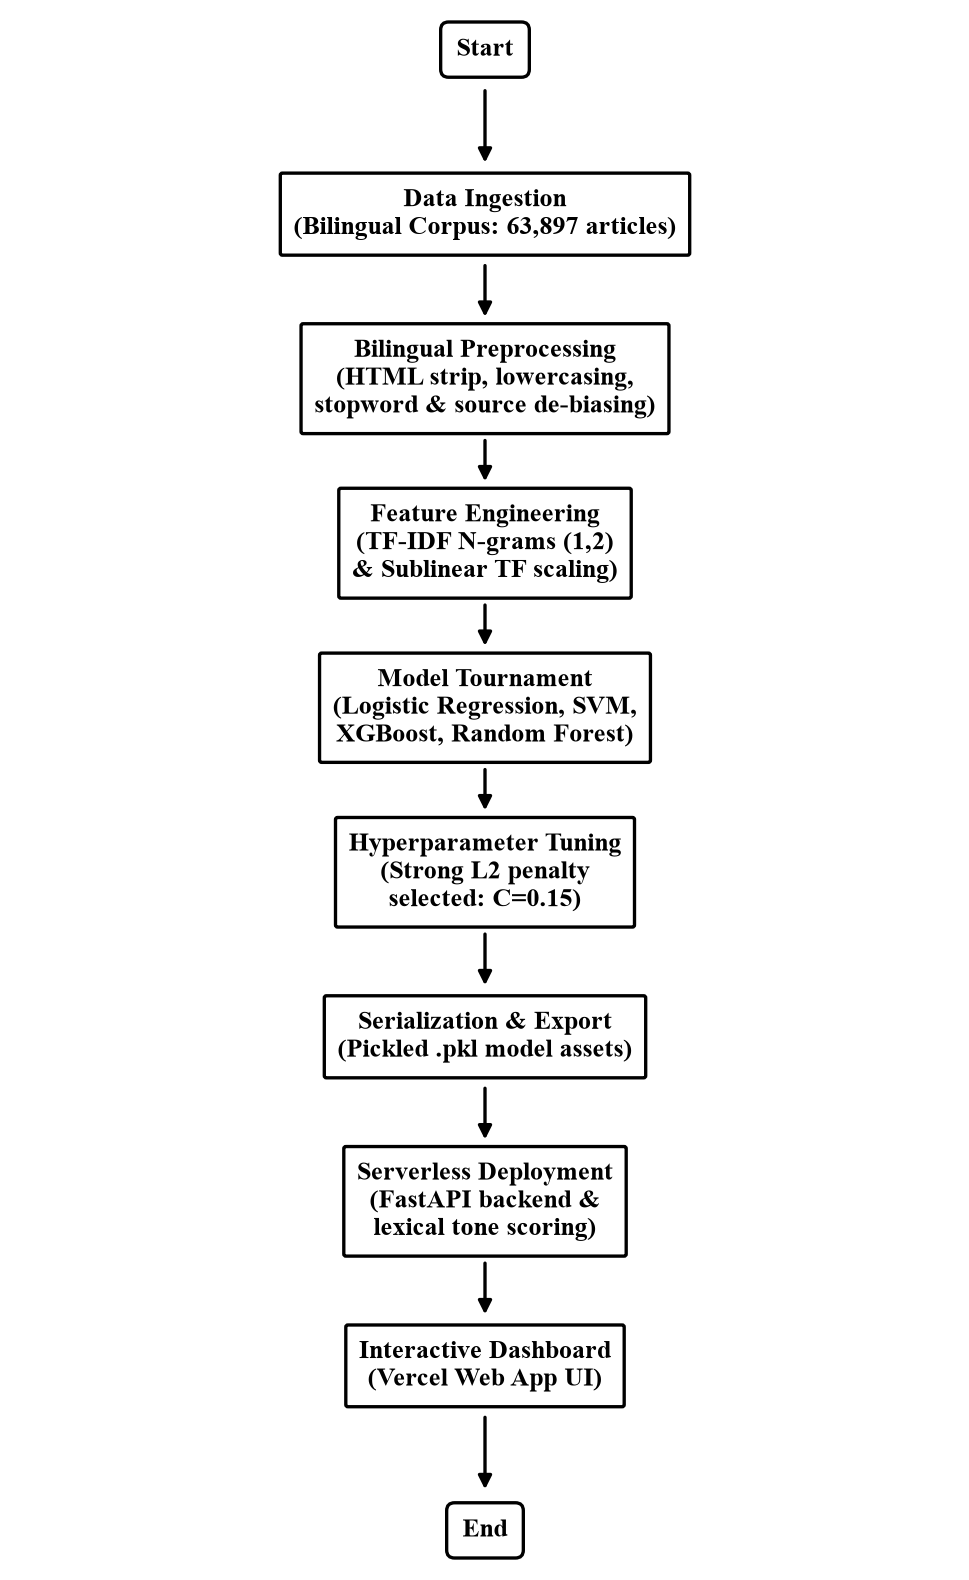 Start
Data Ingestion
(Bilingual Corpus: 63,897 articles)
Bilingual Preprocessing
(HTML strip, lowercasing,
stopword & source de-biasing)
Feature Engineering
(TF-IDF N-grams (1,2)
& Sublinear TF scaling)
Model Tournament
(Logistic Regression, SVM,
XGBoost, Random Forest)
Hyperparameter Tuning
(Strong L2 penalty
selected: C=0.15)
Serialization & Export
(Pickled .pkl model assets)
Serverless Deployment
(FastAPI backend &
lexical tone scoring)
Interactive Dashboard
(Vercel Web App UI)
End